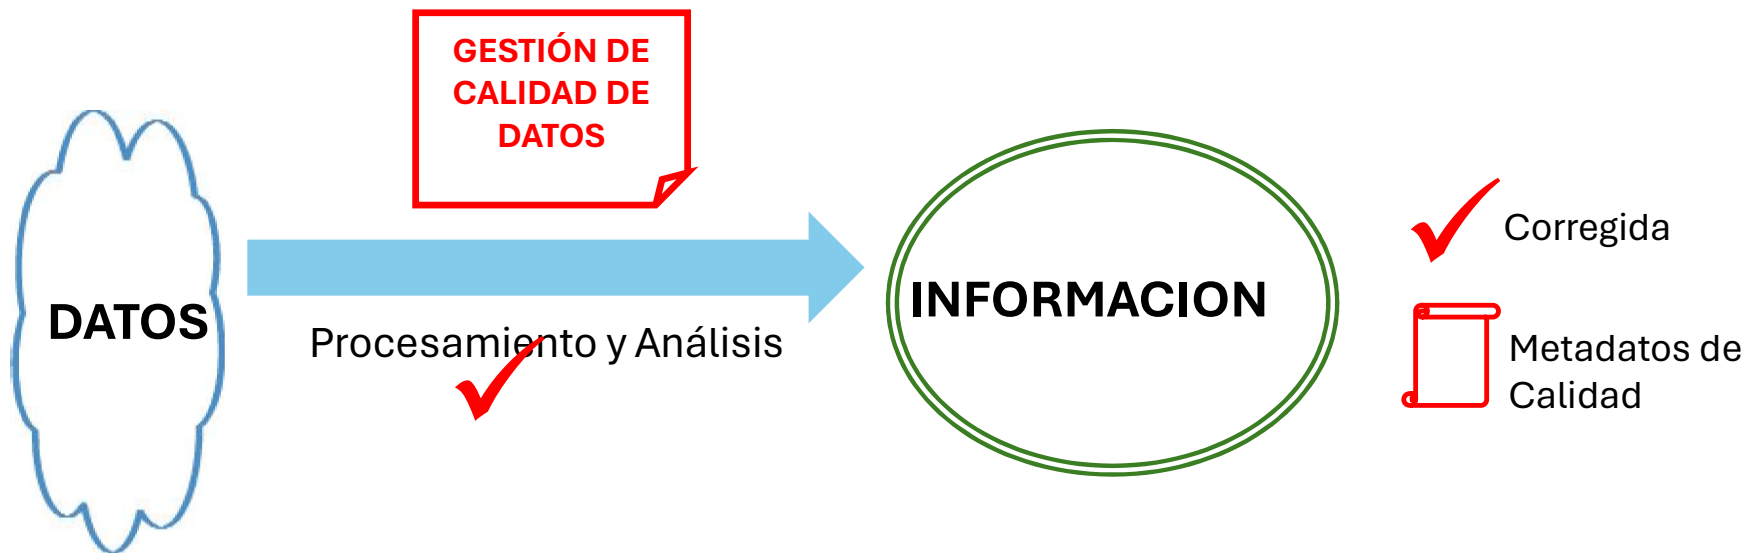 GESTIÓN DE
CALIDAD DE
DATOS
DATOS
Procesamiento y Análisis
INFORMACION
Corregida
Metadatos de
Calidad